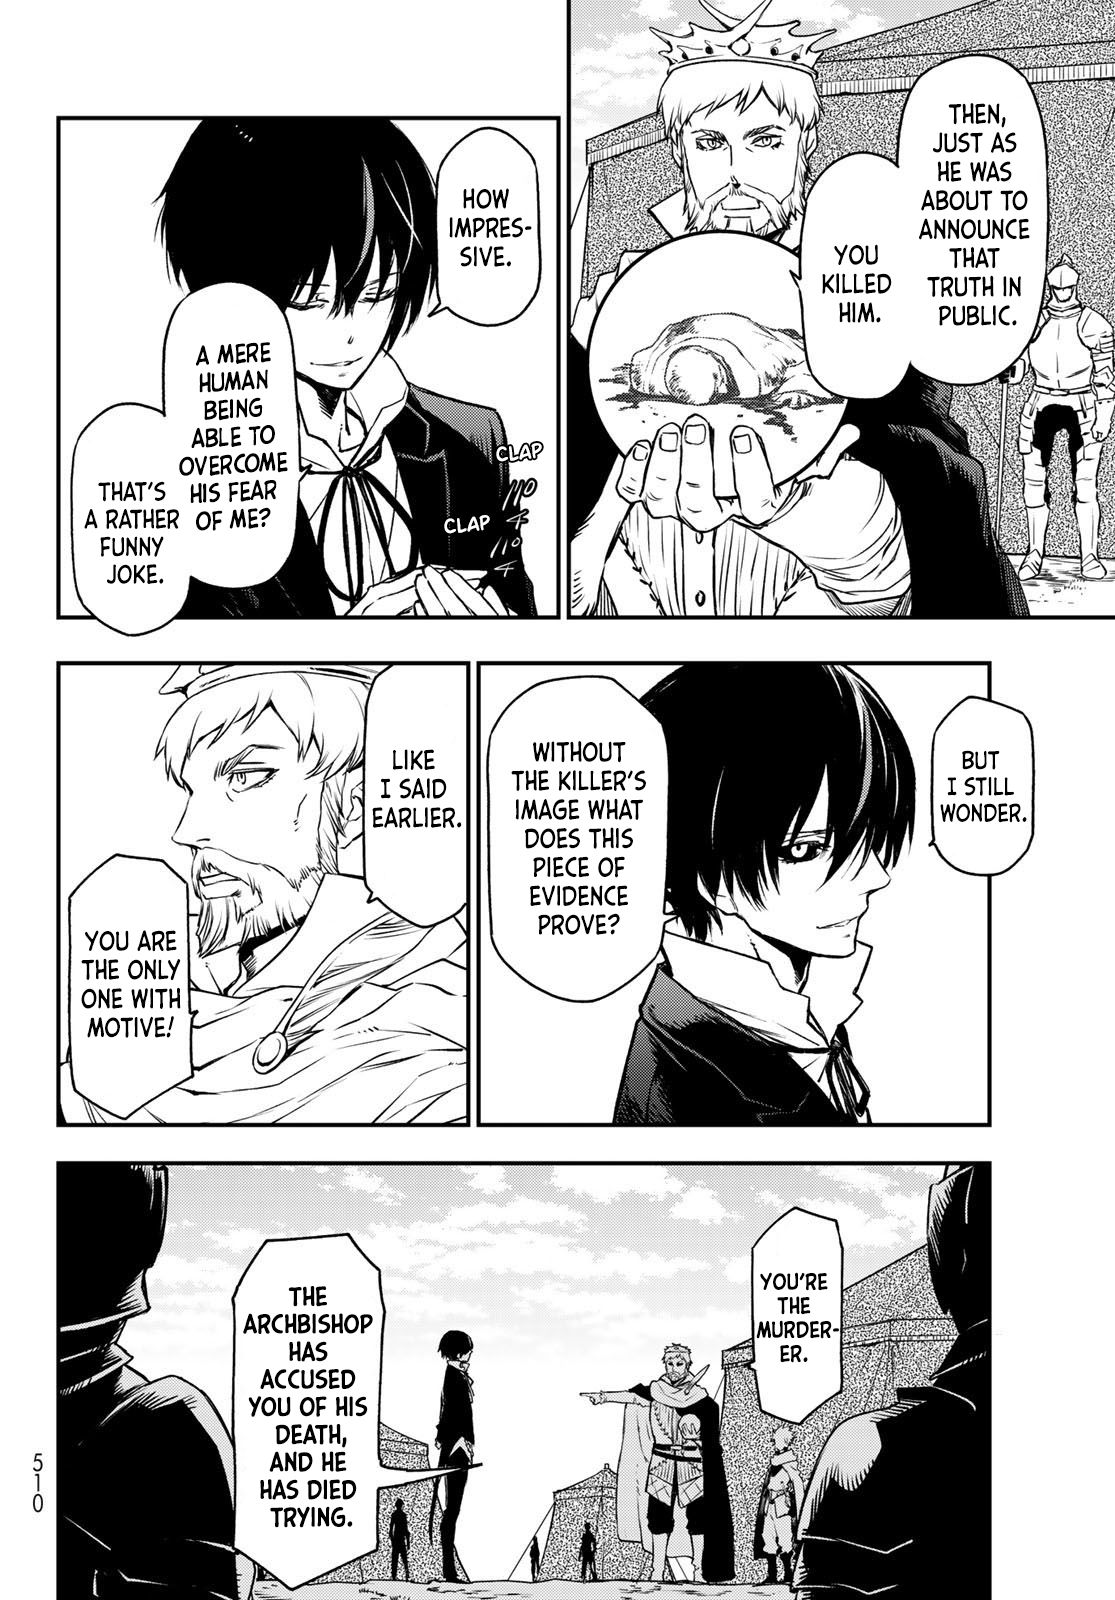 THEN,
JUST AS
HE WAS
ABOUT TO
ANNOUNCE
THAT
TRUTH IN
PUBLIC.
YOU
KILLED
HIM.
HOW
IMPRES-
SIVE.
A MERE
HUMAN
BEING
ABLE TO
OVERCOME
HIS FEAR
OF ME?
THAT'S
A RATHER
FUNNY
JOKE.
CLAP
CLAP
BUT
I STILL
WONDER.
WITHOUT
THE KILLER'S
IMAGE WHAT
DOES THIS
PIECE OF
EVIDENCE
PROVE?
LIKE
I SAID
EARLIER.
YOU ARE
THE ONLY
ONE WITH
MOTIVE!
YOU'RE
THE
MURDER-
ER.
THE
ARCHBISHOP
HAS
ACCUSED
YOU OF HIS
DEATH,
AND HE
HAS DIED
TRYING.
510